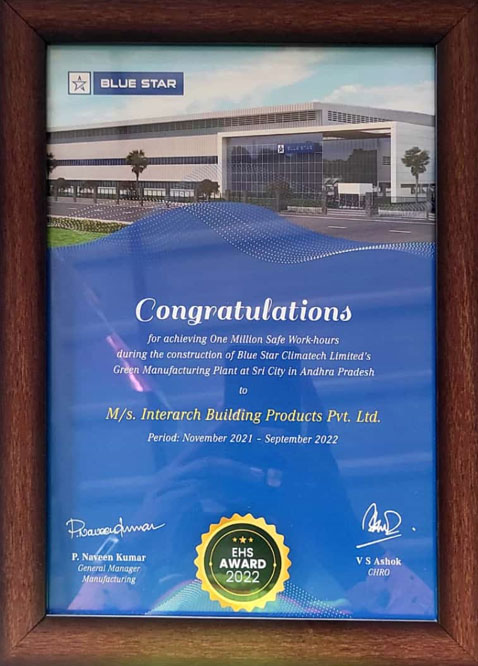 BLUE STAR
BLUE STAR
Congratulations
for achieving One Million Safe Work-hours
during the construction of Blue Star Climatech Limited's
Green Manufacturing Plant at Sri City in Andhra Pradesh
to
M/s. Interarch Building Products Pvt. Ltd.
Period: November 2021 - September 2022
P. Naveen Kumar
General Manager
Manufacturing
EHS
AWARD
2022
V S Ashok
CHRO